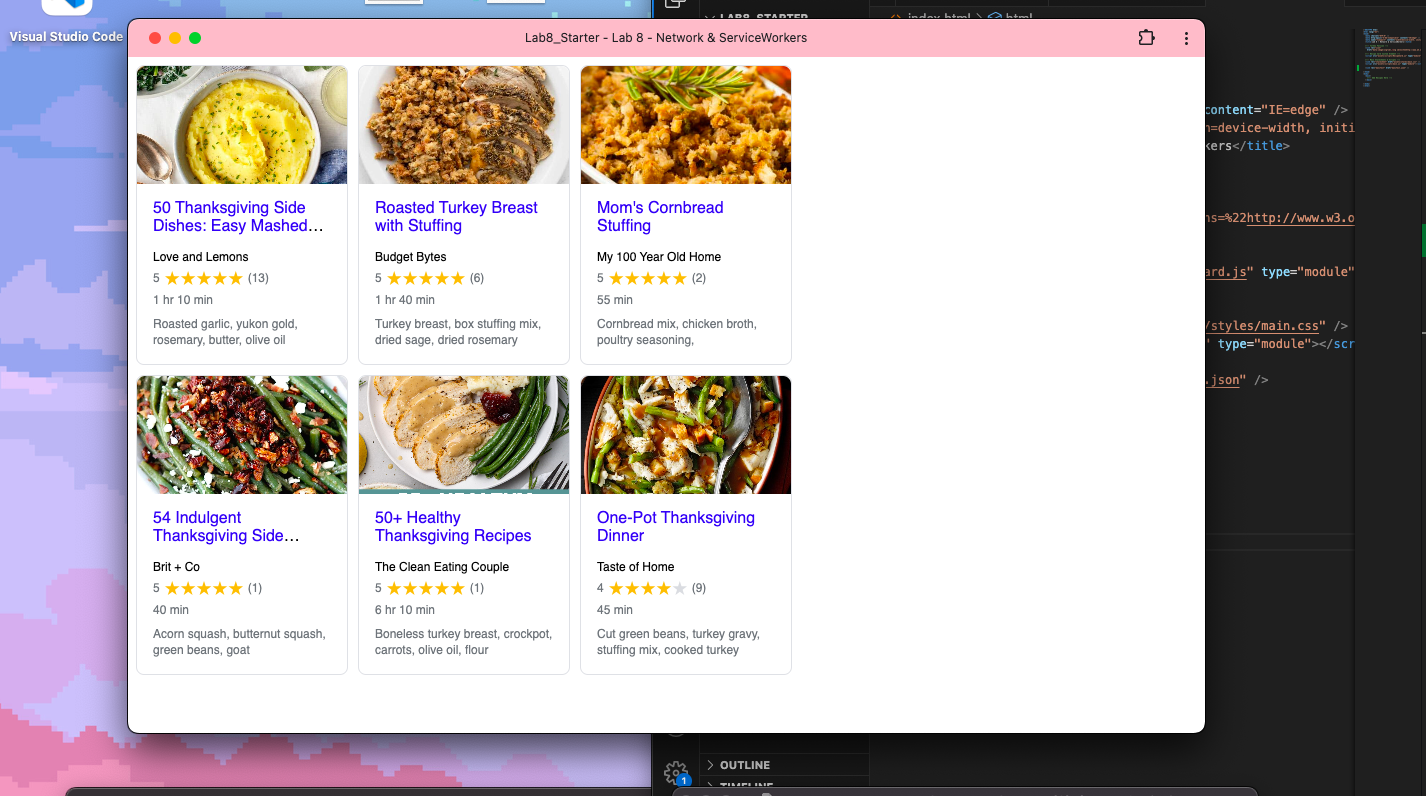 Visual Studio Code
LAB8_STARTER
index.html
html
Lab8_Starter - Lab 8 - Network & ServiceWorkers
50 Thanksgiving Side
Dishes: Easy Mashed…
Love and Lemons
5 (13)
1 hr 10 min
Roasted garlic, yukon gold,
rosemary, butter, olive oil
Roasted Turkey Breast
with Stuffing
Budget Bytes
5 (6)
1 hr 40 min
Turkey breast, box stuffing mix,
dried sage, dried rosemary
Mom's Cornbread
Stuffing
My 100 Year Old Home
5 (2)
55 min
Cornbread mix, chicken broth,
poultry seasoning,
54 Indulgent
Thanksgiving Side…
Brit + Co
5 (1)
40 min
Acorn squash, butternut squash,
green beans, goat
50+ Healthy
Thanksgiving Recipes
The Clean Eating Couple
5 (1)
6 hr 10 min
Boneless turkey breast, crockpot,
carrots, olive oil, flour
One-Pot Thanksgiving
Dinner
Taste of Home
4 (9)
45 min
Cut green beans, turkey gravy,
stuffing mix, cooked turkey
content="IE=edge" />
n=device-width, initi
kers</title>
ns=%22http://www.w3.o
ard.js" type="module"
/styles/main.css" />
" type="module"></scr
.json" />
OUTLINE
TIMELINE
1